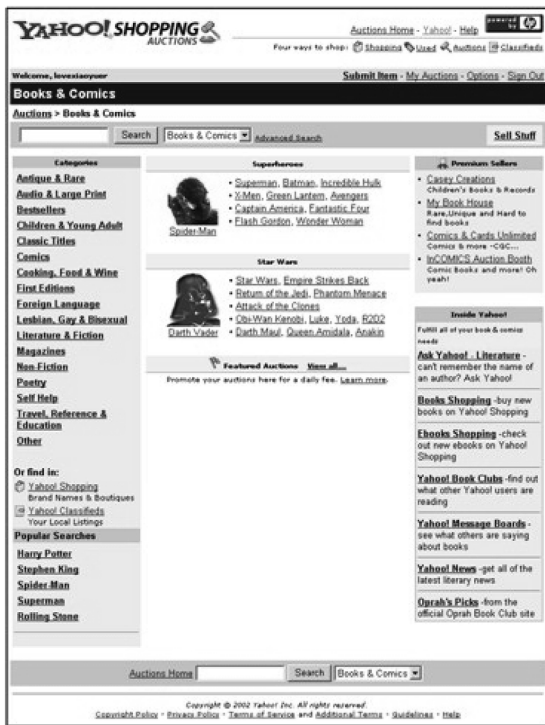 YAHOO! SHOPPING
AUCTIONS
Auctions Home - Yahoo! - Help
powered by hp
Four ways to shop: Shopping Used Auctions Classifieds
Welcome, lovexiaoyuer
Submit Item - My Auctions - Options - Sign Out
Books & Comics
Auctions > Books & Comics
Search Books & Comics Advanced Search
Sell Stuff
Categories
Antique & Rare
Audio & Large Print
Bestsellers
Children & Young Adult
Classic Titles
Comics
Cooking, Food & Wine
First Editions
Foreign Language
Lesbian, Gay & Bisexual
Literature & Fiction
Magazines
Non-Fiction
Poetry
Self Help
Travel, Reference &
Education
Other
Or find in:
Yahoo! Shopping
Brand Names & Boutiques
Yahoo! Classifieds
Your Local Listings
Popular Searches
Harry Potter
Stephen King
Spider-Man
Superman
Rolling Stone
Superheroes
Spider-Man
• Superman, Batman, Incredible Hulk
• X-Men, Green Lantern, Avengers
• Captain America, Fantastic Four
• Flash Gordon, Wonder Woman
Star Wars
Darth Vader
• Star Wars, Empire Strikes Back
• Return of the Jedi, Phantom Menace
• Attack of the Clones
• Obi-Wan Kenobi, Luke, Yoda, R2D2
• Darth Maul, Queen Amidala, Anakin
Featured Auctions View all...
Promote your auctions here for a daily fee. Learn more.
Premium Sellers
• Casey Creations
Children's Books & Records
• My Book House
Rare,Unique and Hard to
find books
• Comics & Cards Unlimited
Comics & more -CGC...
• InCOMICS Auction Booth
Comic Books and more! Oh
yeah!
Inside Yahoo!
Fulfill all of your book & comics
needs
Ask Yahoo! - Literature -
can't remember the name of
an author? Ask Yahoo!
Books Shopping -buy new
books on Yahoo! Shopping
Ebooks Shopping -check
out new ebooks on Yahoo!
Shopping
Yahoo! Book Clubs -find out
what other Yahoo! users are
reading
Yahoo! Message Boards -
see what others are saying
about books
Yahoo! News -get all of the
latest literary news
Oprah's Picks -from the
official Oprah Book Club site
Auctions Home Search Books & Comics
Copyright © 2002 Yahoo! Inc. All rights reserved.
Copyright Policy - Privacy Policy - Terms of Service and Additional Terms - Guidelines - Help